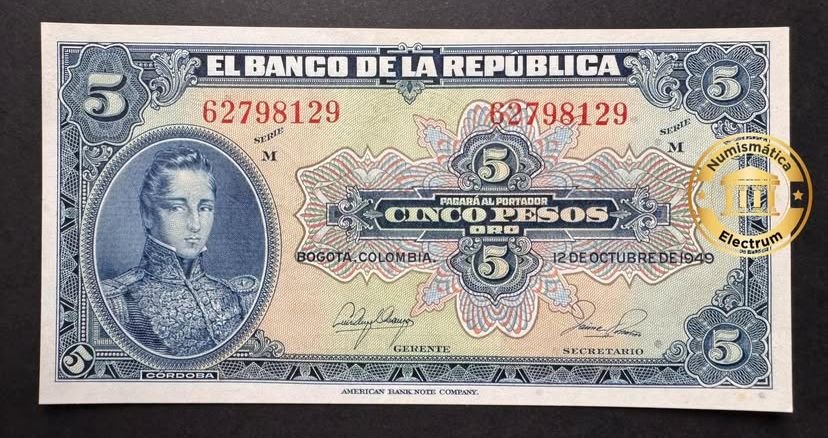 5 EL BANCO DE LA REPÚBLICA 5
62798129 62798129
SERIE SERIE
M M
5
PAGARÁ AL PORTADOR
CINCO PESOS
ORO
BOGOTA, COLOMBIA. 12 DE OCTUBRE DE 1949
5
GERENTE SECRETARIO
5 5
CORDOBA
AMERICAN BANK NOTE COMPANY.
Numismática
Electrum